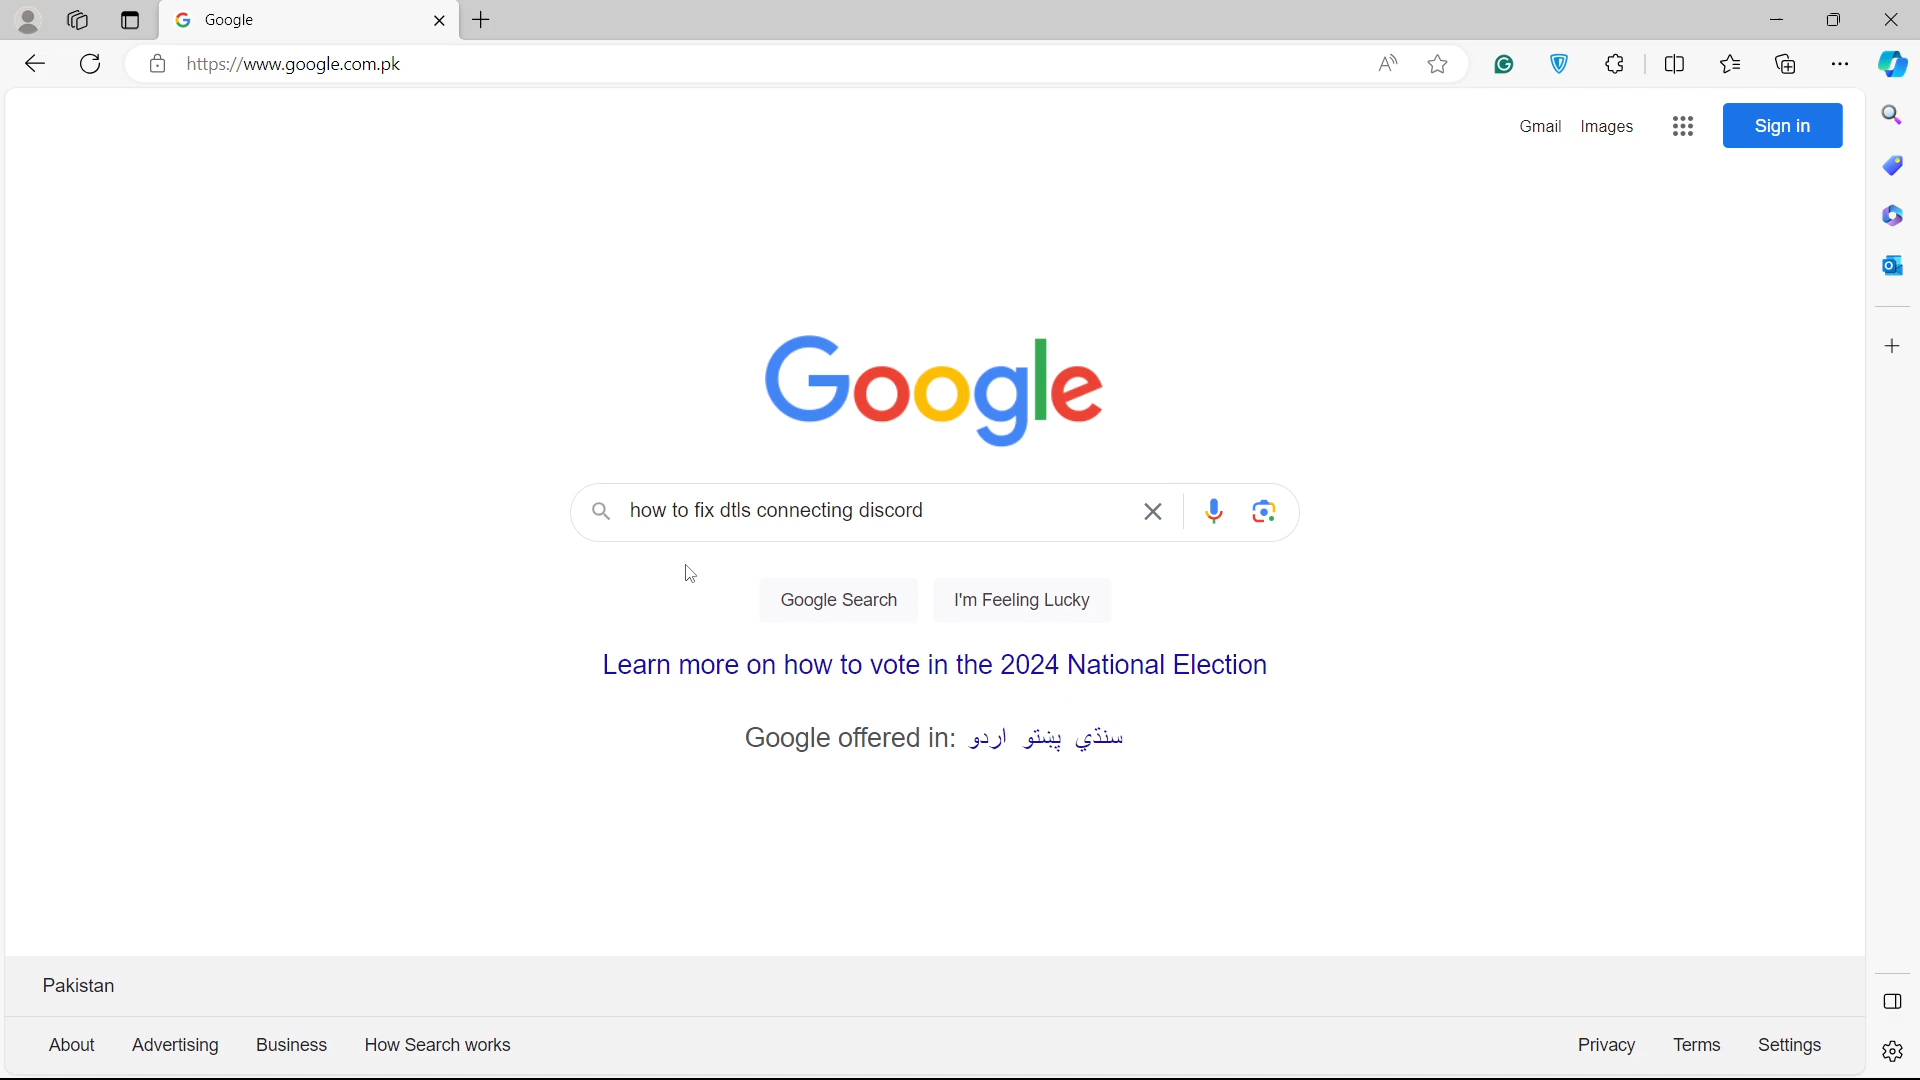 Google
https://www.google.com.pk
Gmail Images Sign in
Google
how to fix dtls connecting discord
Google Search I'm Feeling Lucky
Learn more on how to vote in the 2024 National Election
Google offered in: اردو پښتو سنڌي
Pakistan
About Advertising Business How Search works Privacy Terms Settings